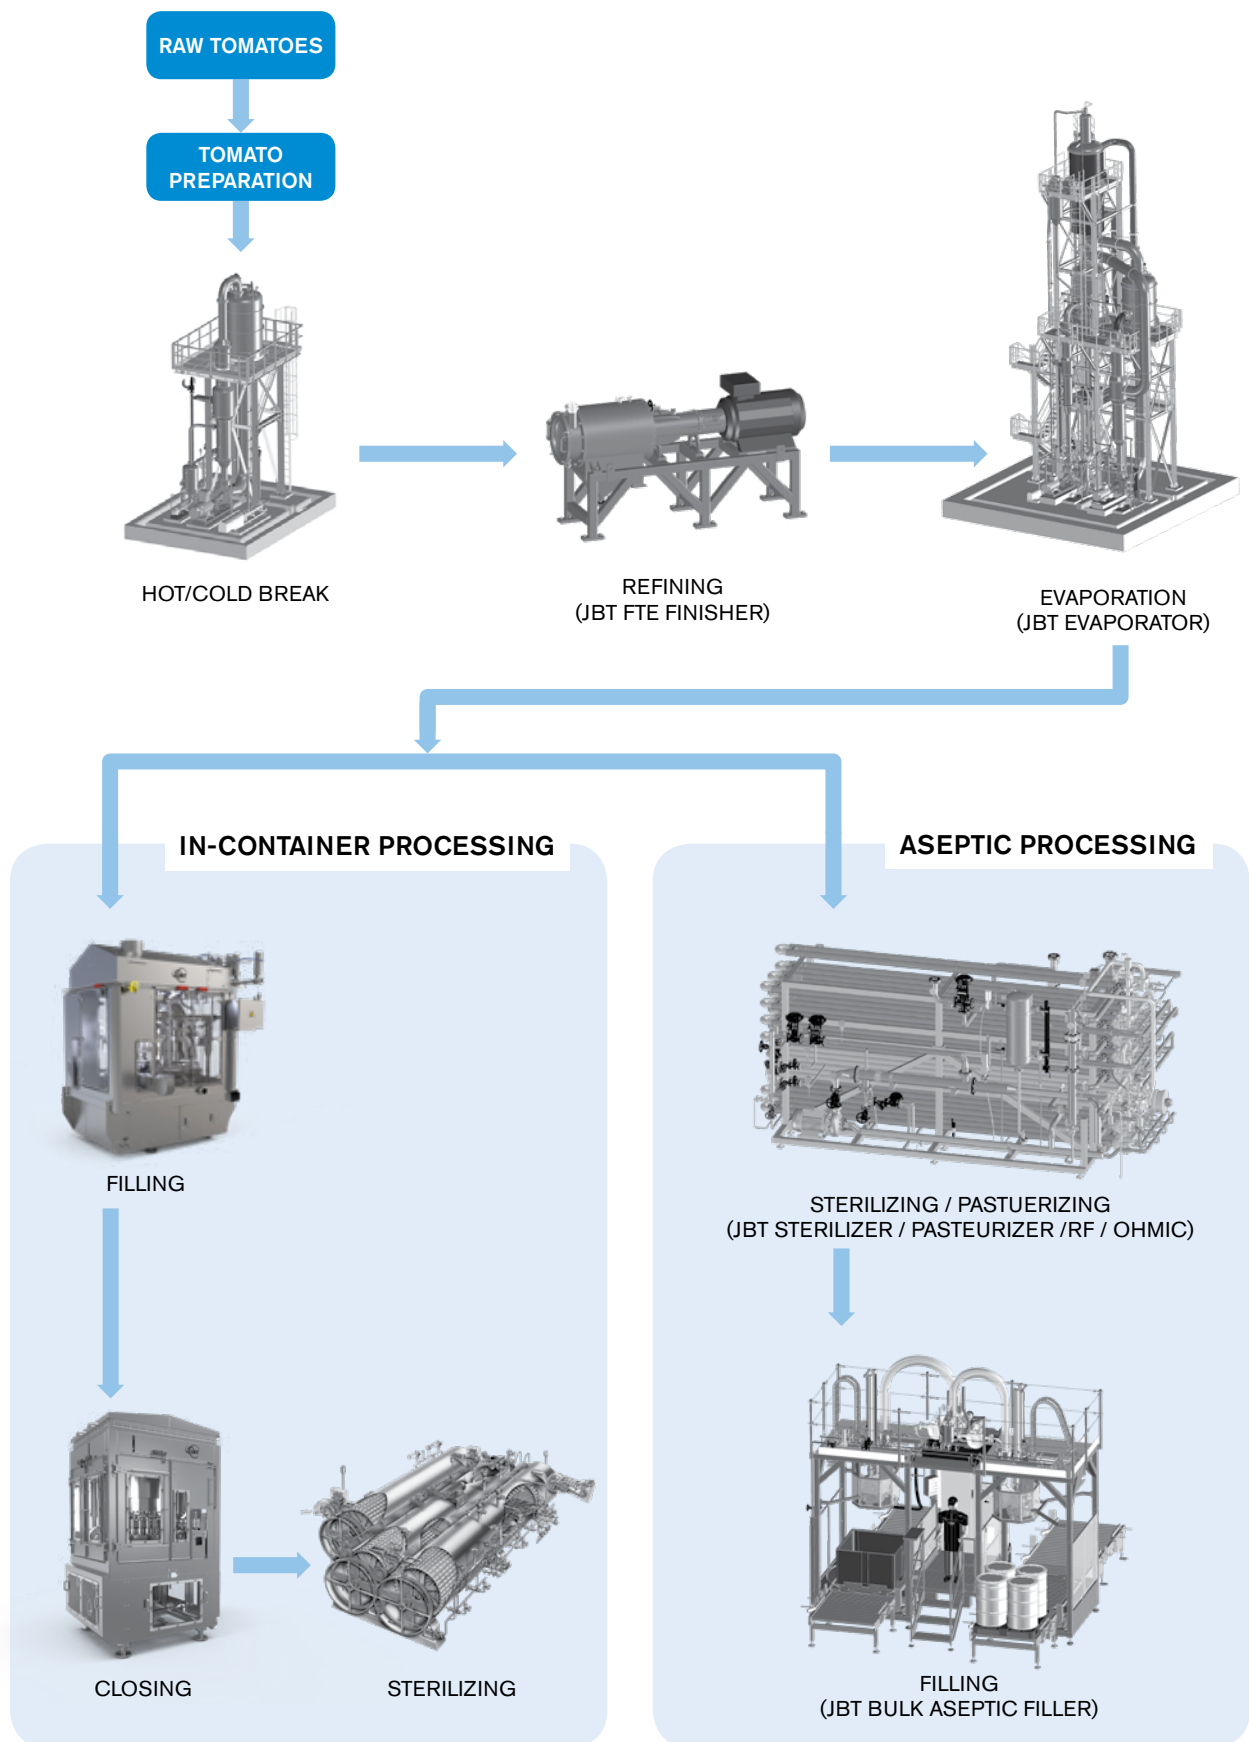 RAW TOMATOES
TOMATO
PREPARATION
HOT/COLD BREAK
REFINING
(JBT FTE FINISHER)
EVAPORATION
(JBT EVAPORATOR)
IN-CONTAINER PROCESSING
FILLING
CLOSING
STERILIZING
ASEPTIC PROCESSING
STERILIZING / PASTUERIZING
(JBT STERILIZER / PASTEURIZER /RF / OHMIC)
FILLING
(JBT BULK ASEPTIC FILLER)